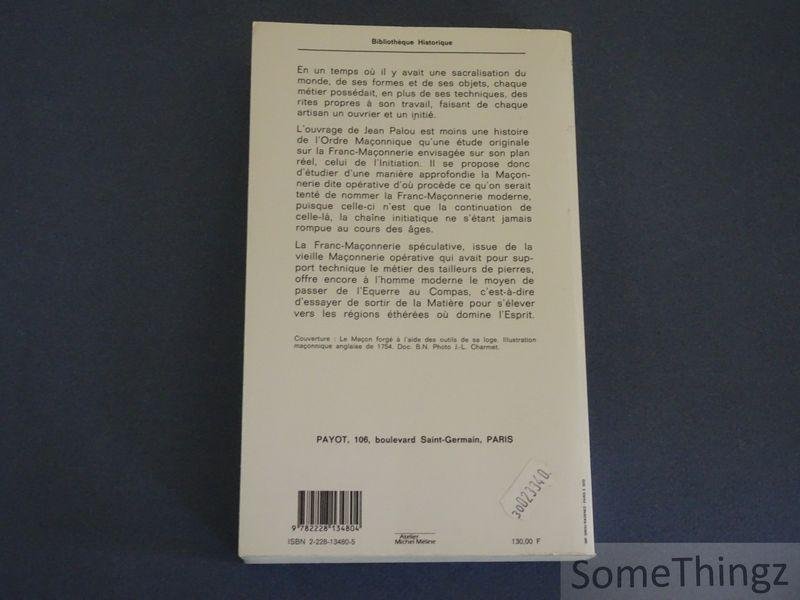 Bibliothèque Historique
En un temps où il y avait une sacralisation du
monde, de ses formes et de ses objets, chaque
métier possédait, en plus de ses techniques, des
rites propres à son travail, faisant de chaque
artisan un ouvrier et un initié.
L'ouvrage de Jean Palou est moins une histoire
de l'Ordre Maçonnique qu'une étude originale
sur la Franc-Maçonnerie envisagée sur son plan
réel, celui de l'Initiation. Il se propose donc
d'étudier d'une manière approfondie la Maçon-
nerie dite opérative d'où procède ce qu'on serait
tenté de nommer la Franc-Maçonnerie moderne,
puisque celle-ci n'est que la continuation de
celle-là, la chaîne initiatique ne s'étant jamais
rompue au cours des âges.
La Franc-Maçonnerie spéculative, issue de la
vieille Maçonnerie opérative qui avait pour sup-
port technique le métier des tailleurs de pierres,
offre encore à l'homme moderne le moyen de
passer de l'Equerre au Compas, c'est-à-dire
d'essayer de sortir de la Matière pour s'élever
vers les régions éthérées où domine l'Esprit.
Couverture : Le Maçon forgé à l'aide des outils de sa loge. Illustration
maçonnique anglaise de 1754. Doc. B.N. Photo J.-L. Charmet.
PAYOT, 106, boulevard Saint-Germain, PARIS
30023340
9 782228 134804
ISBN 2-228-13480-5
Atelier
Michel Méline
130,00 F
SomeThingz